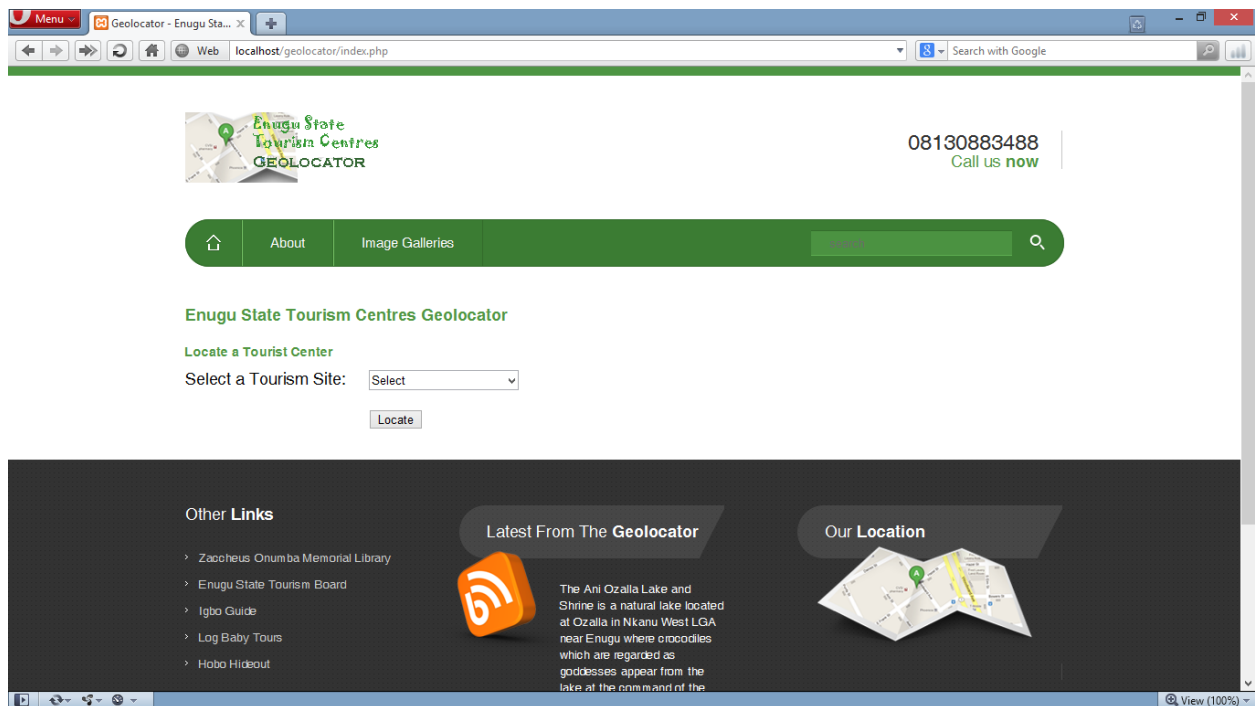 Menu
Geolocator - Enugu Sta...
Web localhost/geolocator/index.php
Search with Google
Enugu State
Tourism Centres
GEOLOCATOR
08130883488
Call us now
About Image Galleries search
Enugu State Tourism Centres Geolocator
Locate a Tourist Center
Select a Tourism Site: Select
Locate
Other Links
Zaccheus Onumba Memorial Library
Enugu State Tourism Board
Igbo Guide
Log Baby Tours
Hobo Hideout
Latest From The Geolocator
The Ani Ozalla Lake and
Shrine is a natural lake located
at Ozalla in Nkanu West LGA
near Enugu where crocodiles
which are regarded as
goddesses appear from the
lake at the command of the
Our Location
A
View (100%)